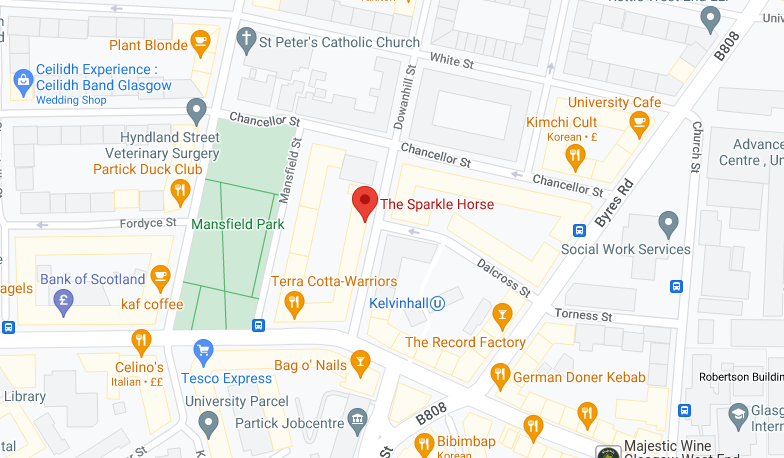 Plant Blonde
St Peter's Catholic Church
White St
B808
Ceilidh Experience :
Ceilidh Band Glasgow
Wedding Shop
Dowanhill St
University Cafe
Kimchi Cult
Korean • £
Chancellor St
Hyndland Street
Veterinary Surgery
Partick Duck Club
Mansfield St
Chancellor St
Chancellor St
Church St
Advance
Centre , Un
Byres Rd
The Sparkle Horse
Fordyce St
Mansfield Park
Social Work Services
Dalcross St
Bank of Scotland
agels
kaf coffee
Terra Cotta-Warriors
Kelvinhall
U
Torness St
The Record Factory
Celino's
Italian • ££
Tesco Express
Bag o' Nails
German Doner Kebab
Robertson Buildin
Library
University Parcel
Partick Jobcentre
B808
Glasg
Intern
St
Bibimbap
Korean
Majestic Wine
Glasgow West End